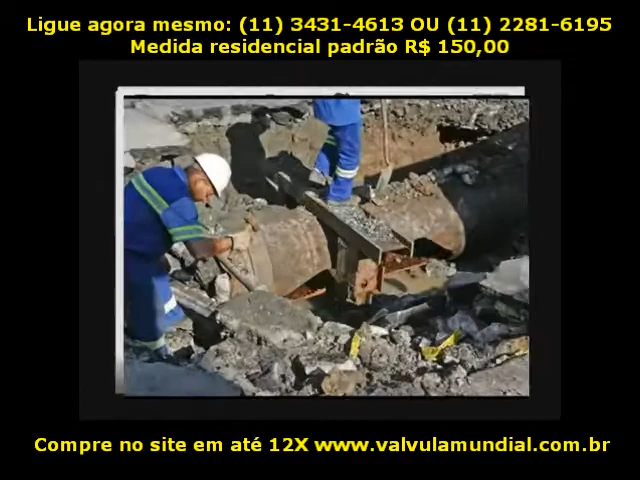 Ligue agora mesmo: (11) 3431-4613 OU (11) 2281-6195
Medida residencial padrão R$ 150,00
Compre no site em até 12X www.valvulamundial.com.br